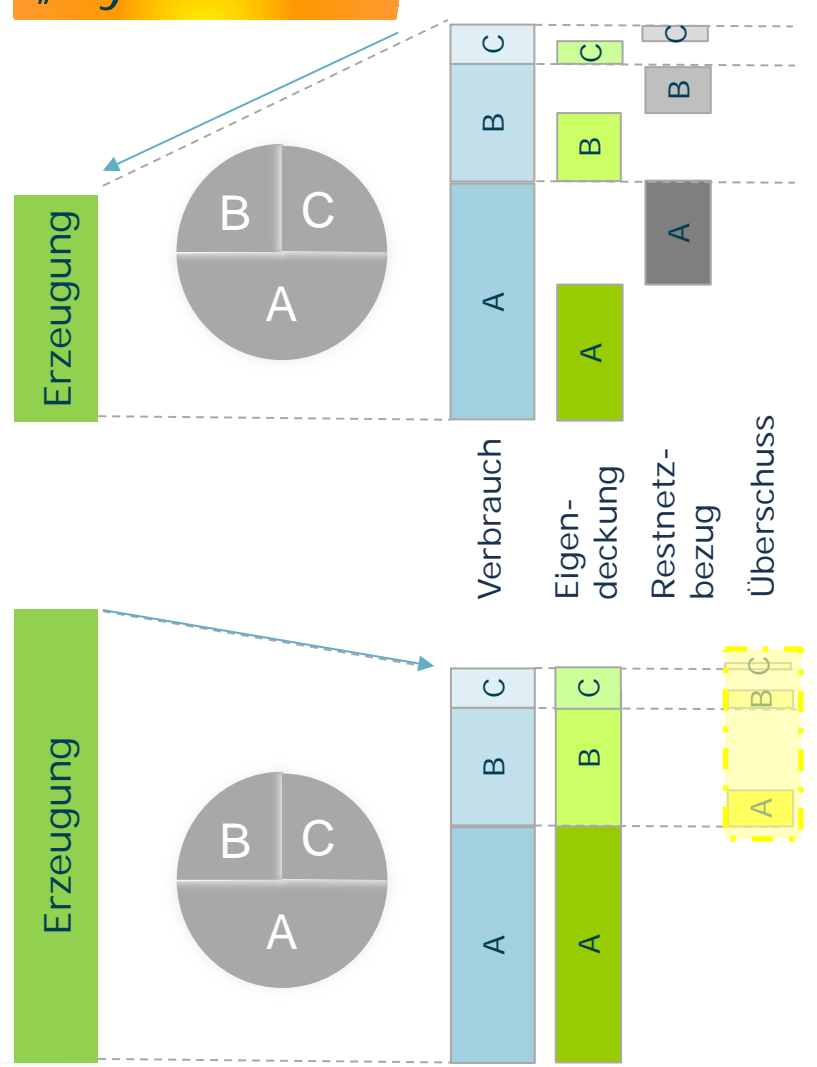 Erzeugung
B
C
A
C
B
A
C
B
A
C
B
A
Verbrauch
Eigen-
deckung
Restnetz-
bezug
Überschuss
Erzeugung
B
C
A
C
B
A
C
B
A
C
B
A